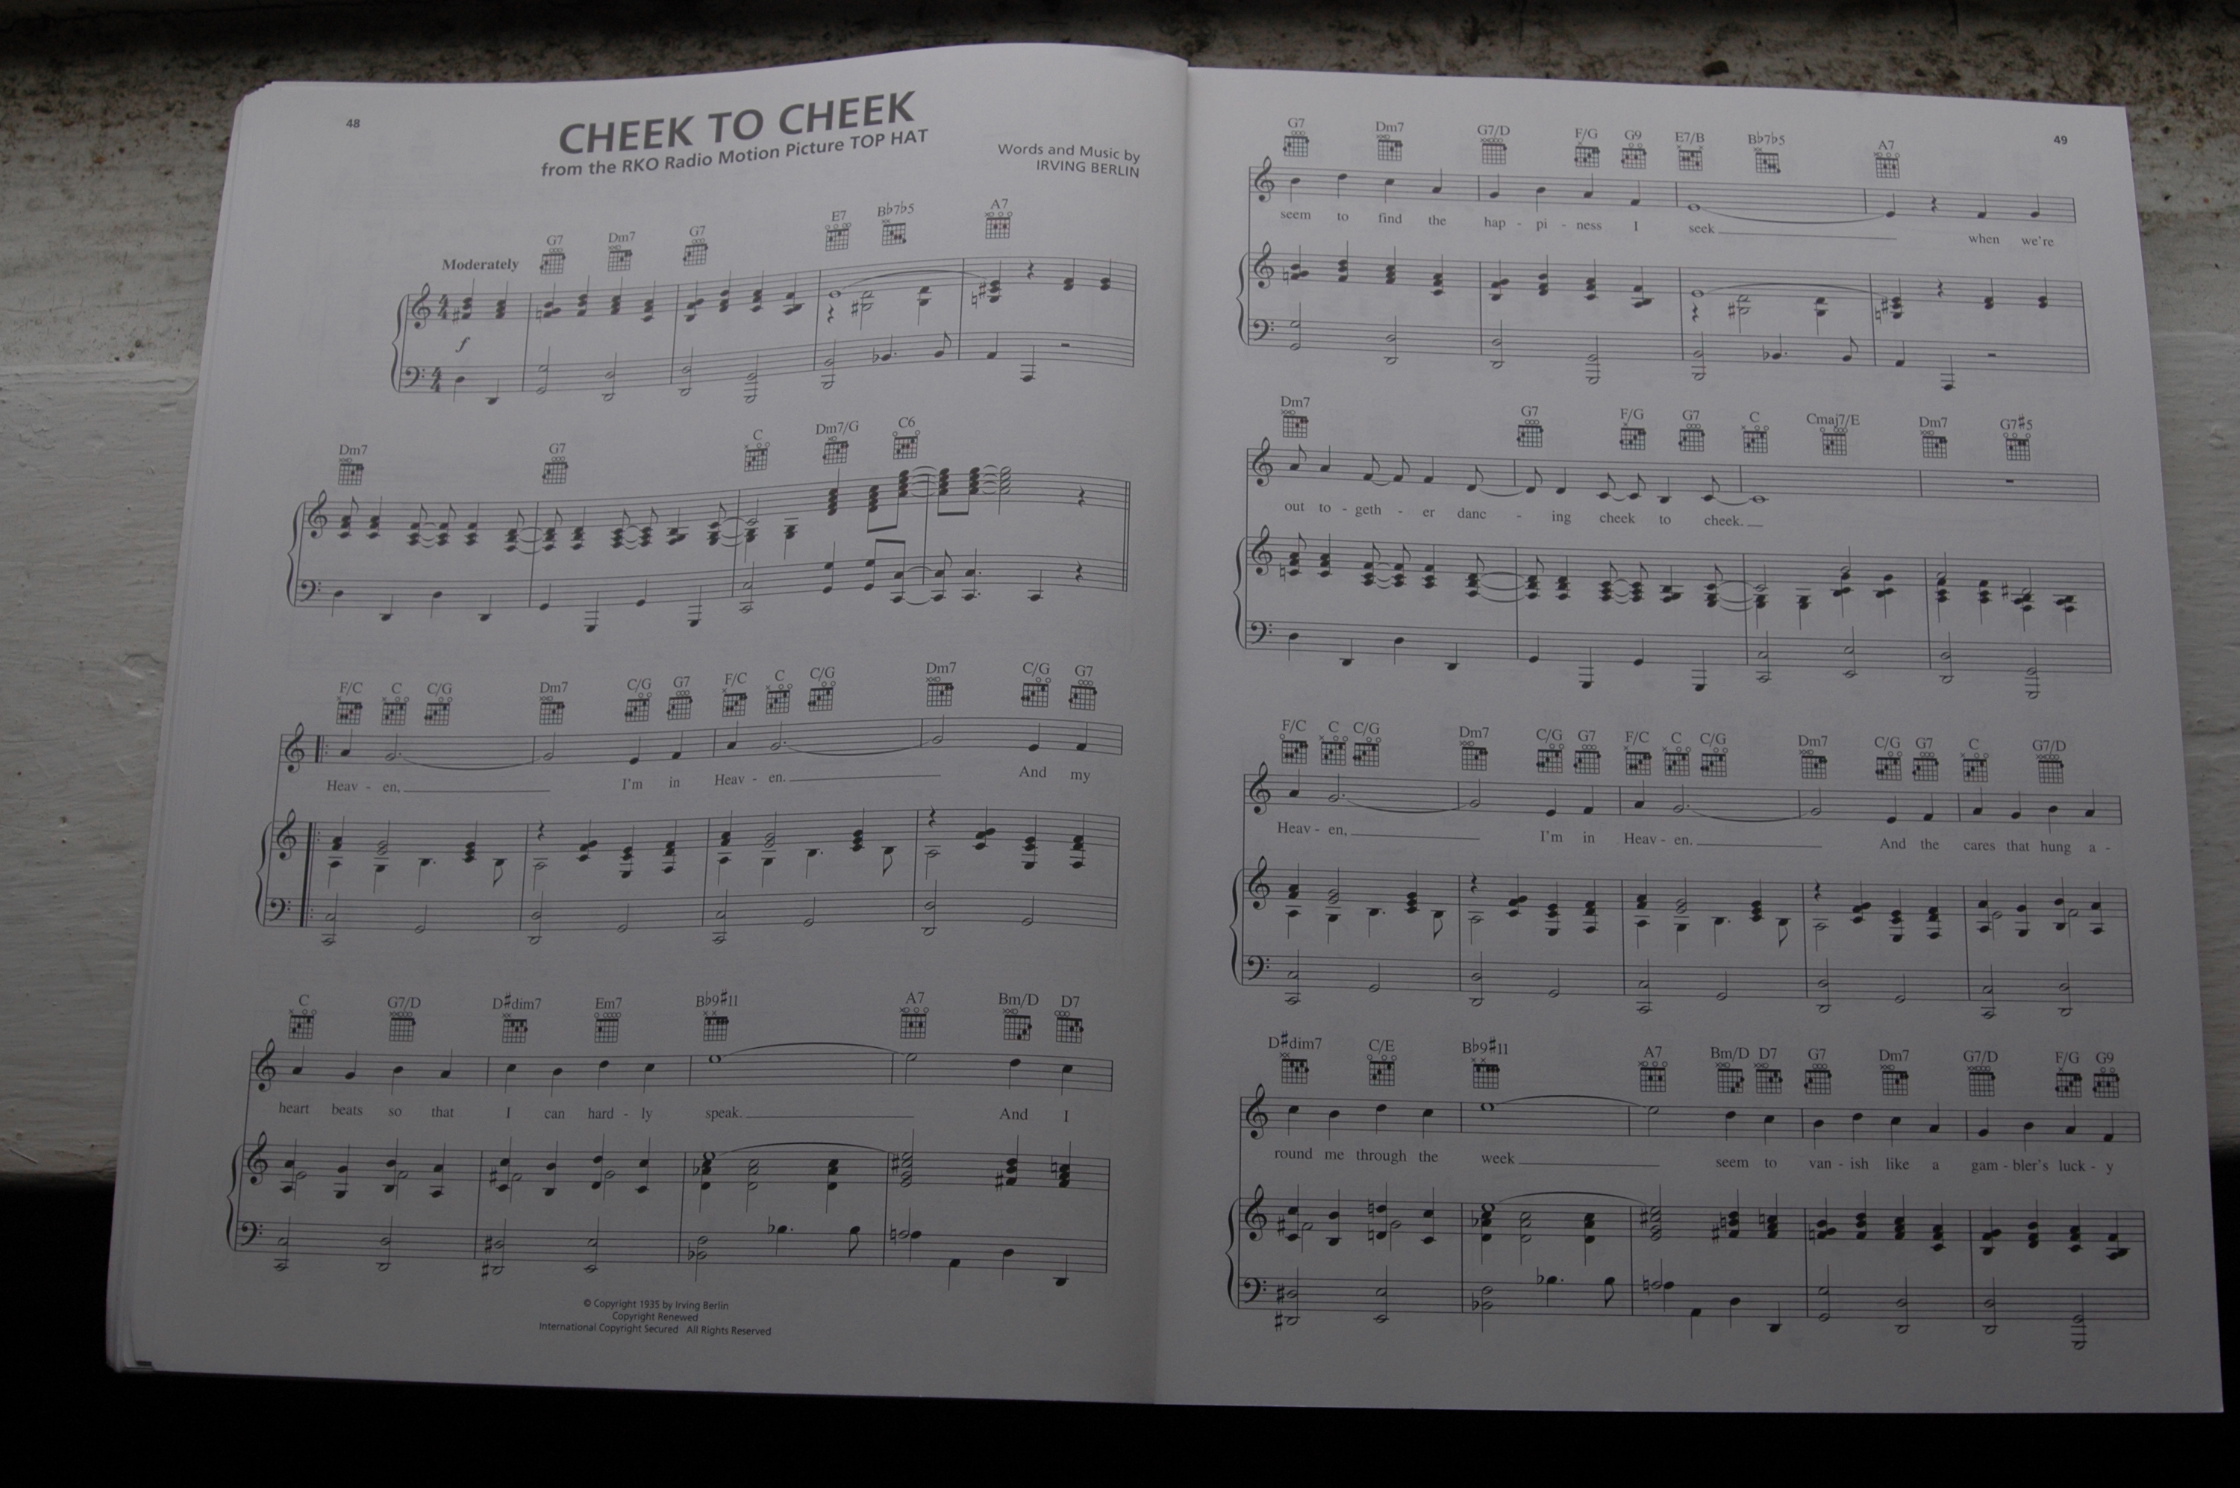 48
CHEEK TO CHEEK
from the RKO Radio Motion Picture TOP HAT
Words and Music by
IRVING BERLIN
G7 Dm7 G7 E7 B♭7♭5 A7
Moderately
f
Dm7 G7 C Dm7/G C6
F/C C C/G Dm7 C/G G7 F/C C C/G Dm7 C/G G7
Heav - en, I'm in Heav - en. And my
C G7/D D♯dim7 Em7 B♭9♯11 A7 Bm/D D7
heart beats so that I can hard - ly speak. And I
© Copyright 1935 by Irving Berlin
Copyright Renewed
International Copyright Secured All Rights Reserved
49
G7 Dm7 G7/D F/G G9 E7/B B♭7♭5 A7
seem to find the hap - pi - ness I seek when we're
Dm7 G7 F/G G7 C Cmaj7/E Dm7 G7♯5
out to - geth - er danc - ing cheek to cheek.
F/C C C/G Dm7 C/G G7 F/C C C/G Dm7 C/G G7 C G7/D
Heav - en, I'm in Heav - en. And the cares that hung a -
D♯dim7 C/E B♭9♯11 A7 Bm/D D7 G7 Dm7 G7/D F/G G9
round me through the week seem to van - ish like a gam - bler's luck - y